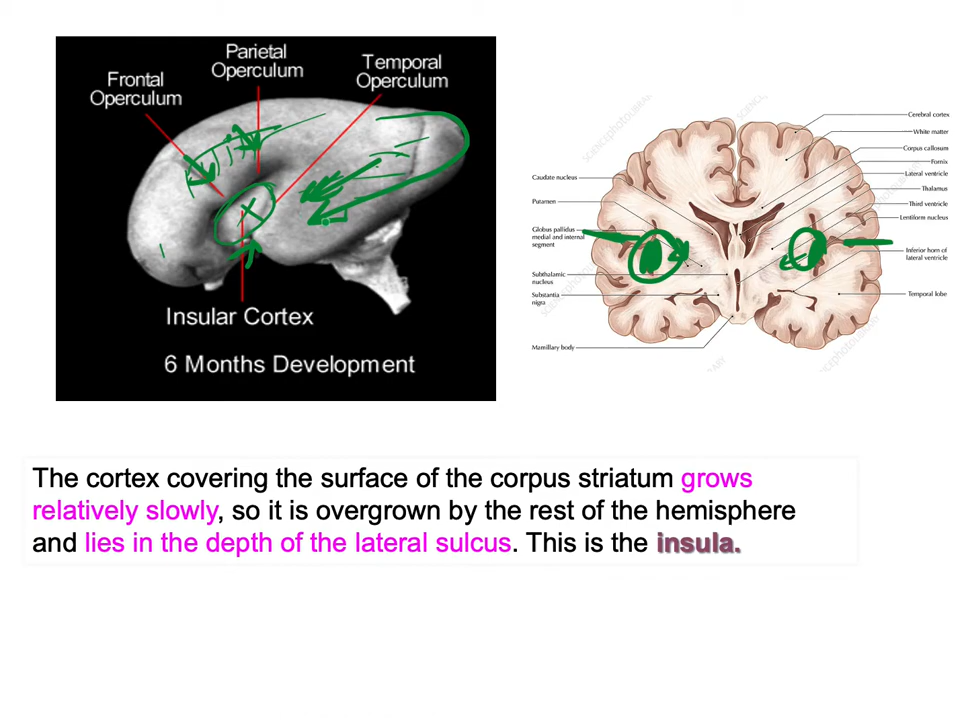 Parietal
Operculum
Temporal
Operculum
Frontal
Operculum
Insular Cortex
6 Months Development
Caudate nucleus
Putamen
Globus pallidus
medial and internal
segment
Subthalamic
nucleus
Substantia
nigra
Mamillary body
Cerebral cortex
White matter
Corpus callosum
Fornix
Lateral ventricle
Thalamus
Third ventricle
Lentiform nucleus
Inferior horn of
lateral ventricle
Temporal lobe
The cortex covering the surface of the corpus striatum grows
relatively slowly, so it is overgrown by the rest of the hemisphere
and lies in the depth of the lateral sulcus. This is the insula.